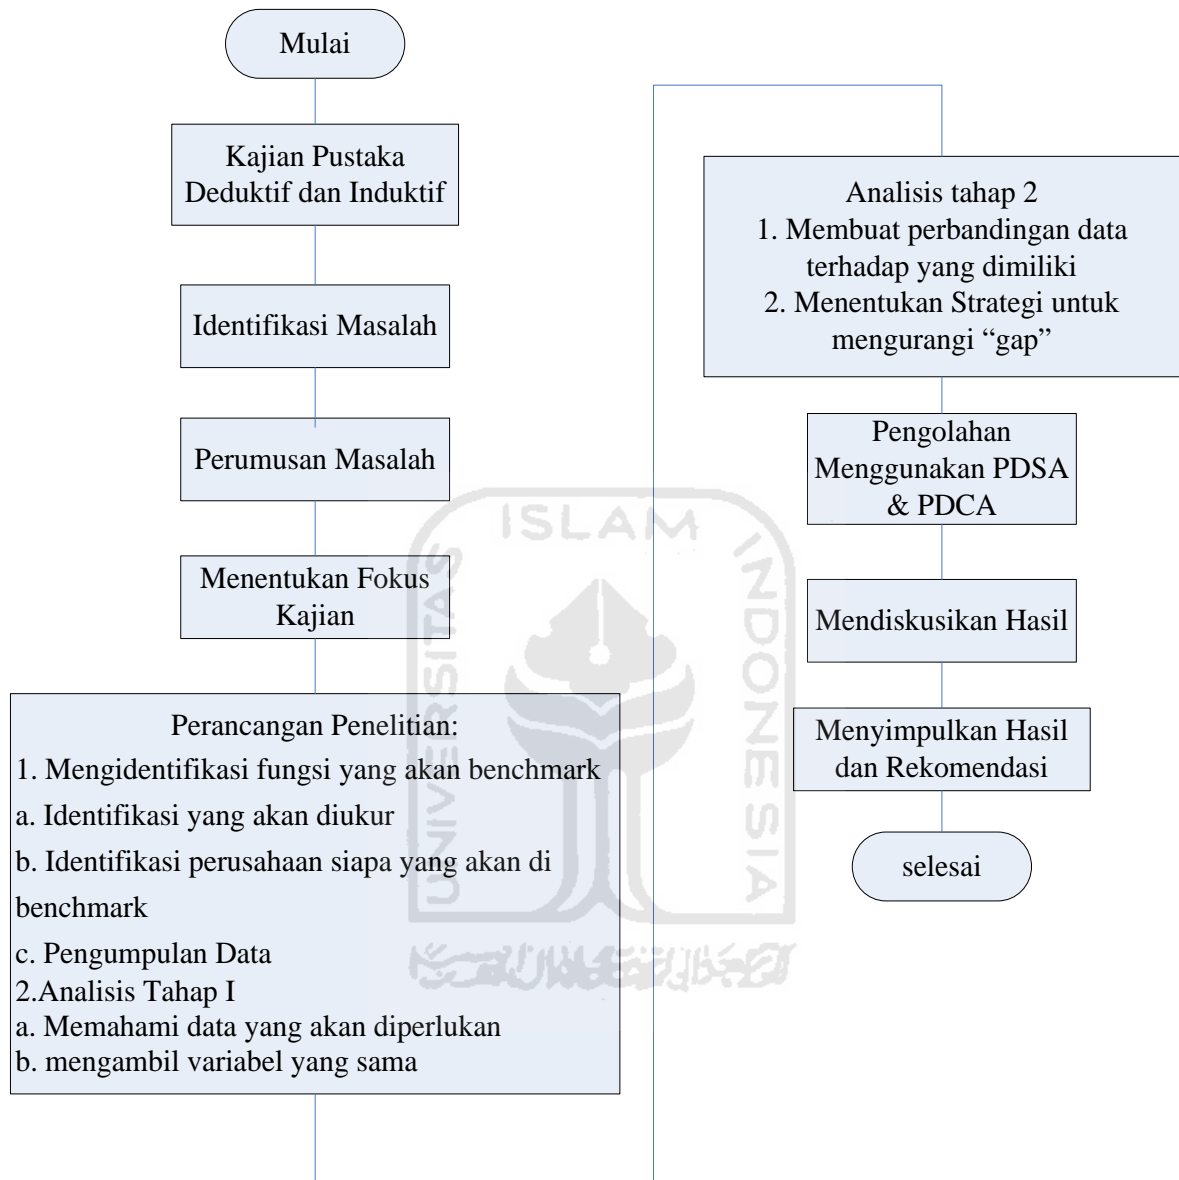 Mulai
Kajian Pustaka
Deduktif dan Induktif
Identifikasi Masalah
Perumusan Masalah
Menentukan Fokus
Kajian
Perancangan Penelitian:
1. Mengidentifikasi fungsi yang akan benchmark
a. Identifikasi yang akan diukur
b. Identifikasi perusahaan siapa yang akan di
benchmark
c. Pengumpulan Data
2.Analisis Tahap I
a. Memahami data yang akan diperlukan
b. mengambil variabel yang sama
Analisis tahap 2
1. Membuat perbandingan data
terhadap yang dimiliki
2. Menentukan Strategi untuk
mengurangi “gap”
Pengolahan
Menggunakan PDSA
& PDCA
Mendiskusikan Hasil
Menyimpulkan Hasil
dan Rekomendasi
selesai
UNIVERSITAS
ISLAM
INDONESIA